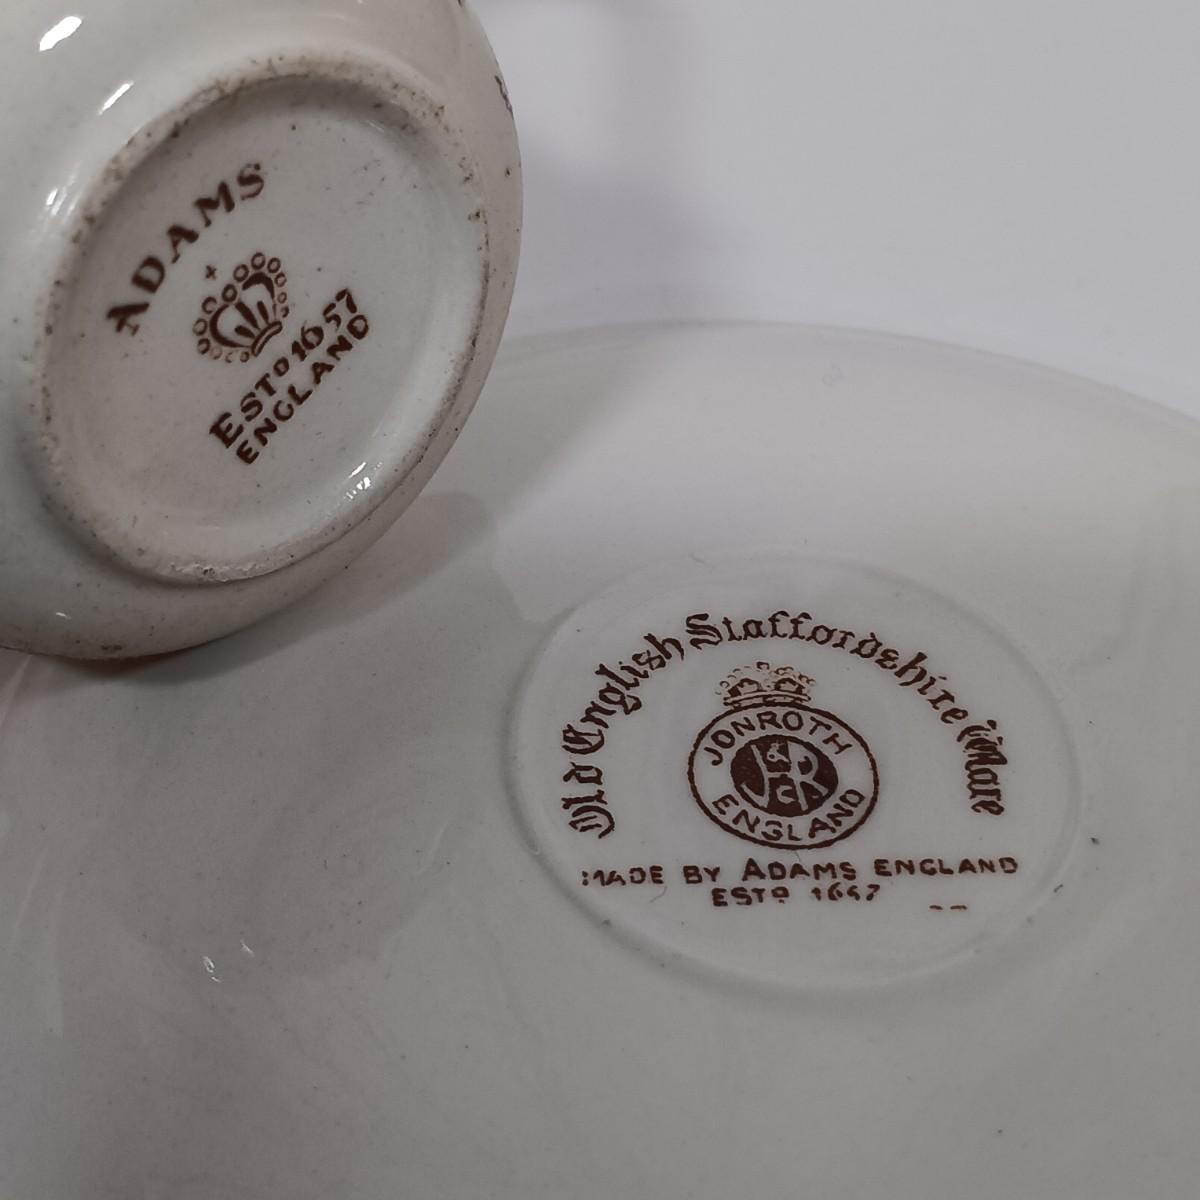 ADAMS
ESTD 1657
ENGLAND
Old English Staffordshire Ware
JONROTH
J&R
ENGLAND
MADE BY ADAMS ENGLAND
ESTD 1657